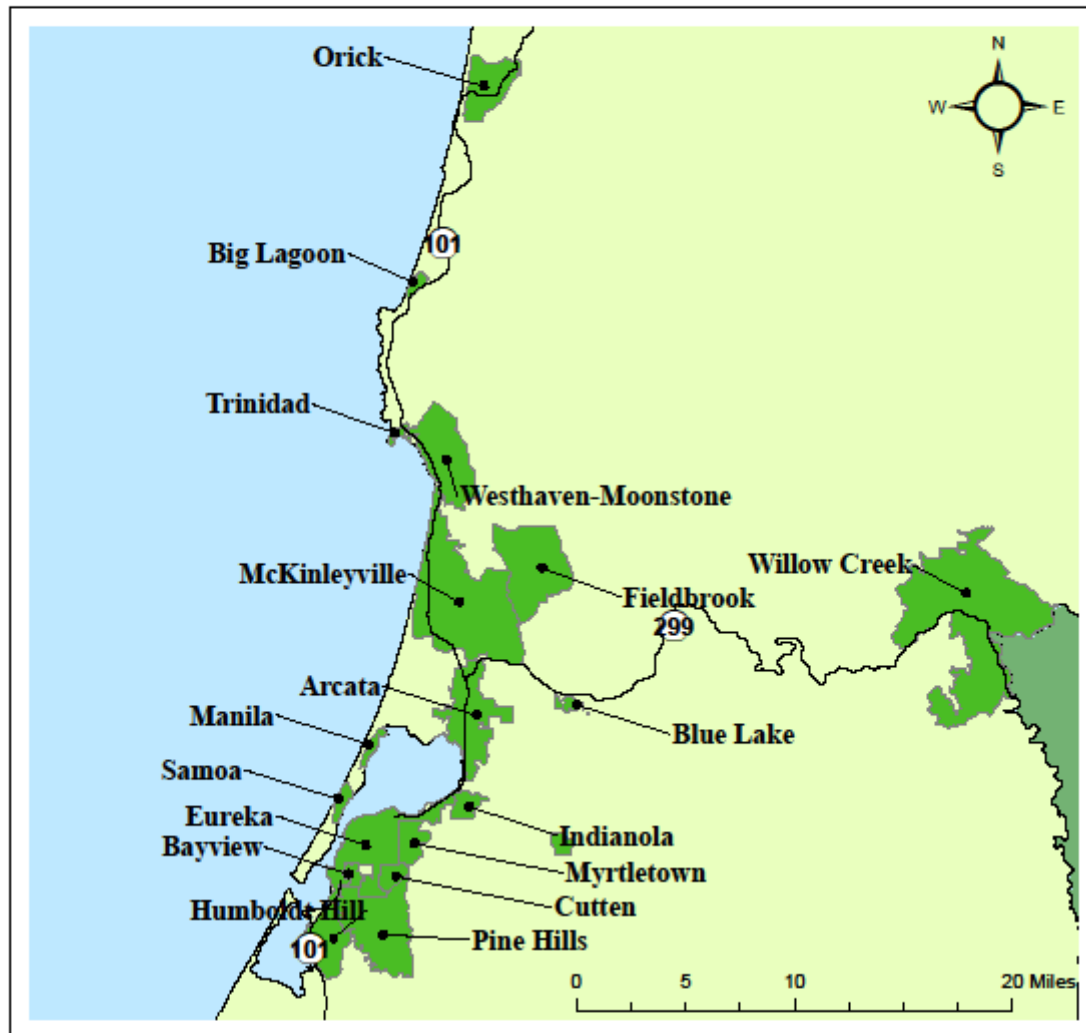 Orick
N
W
E
S
Big Lagoon
101
Trinidad
Westhaven-Moonstone
Willow Creek
McKinleyville
Fieldbrook
299
Arcata
Manila
Blue Lake
Samoa
Eureka
Indianola
Bayview
Myrtletown
Cutten
Humboldt Hill
Pine Hills
101
0 5 10 20 Miles